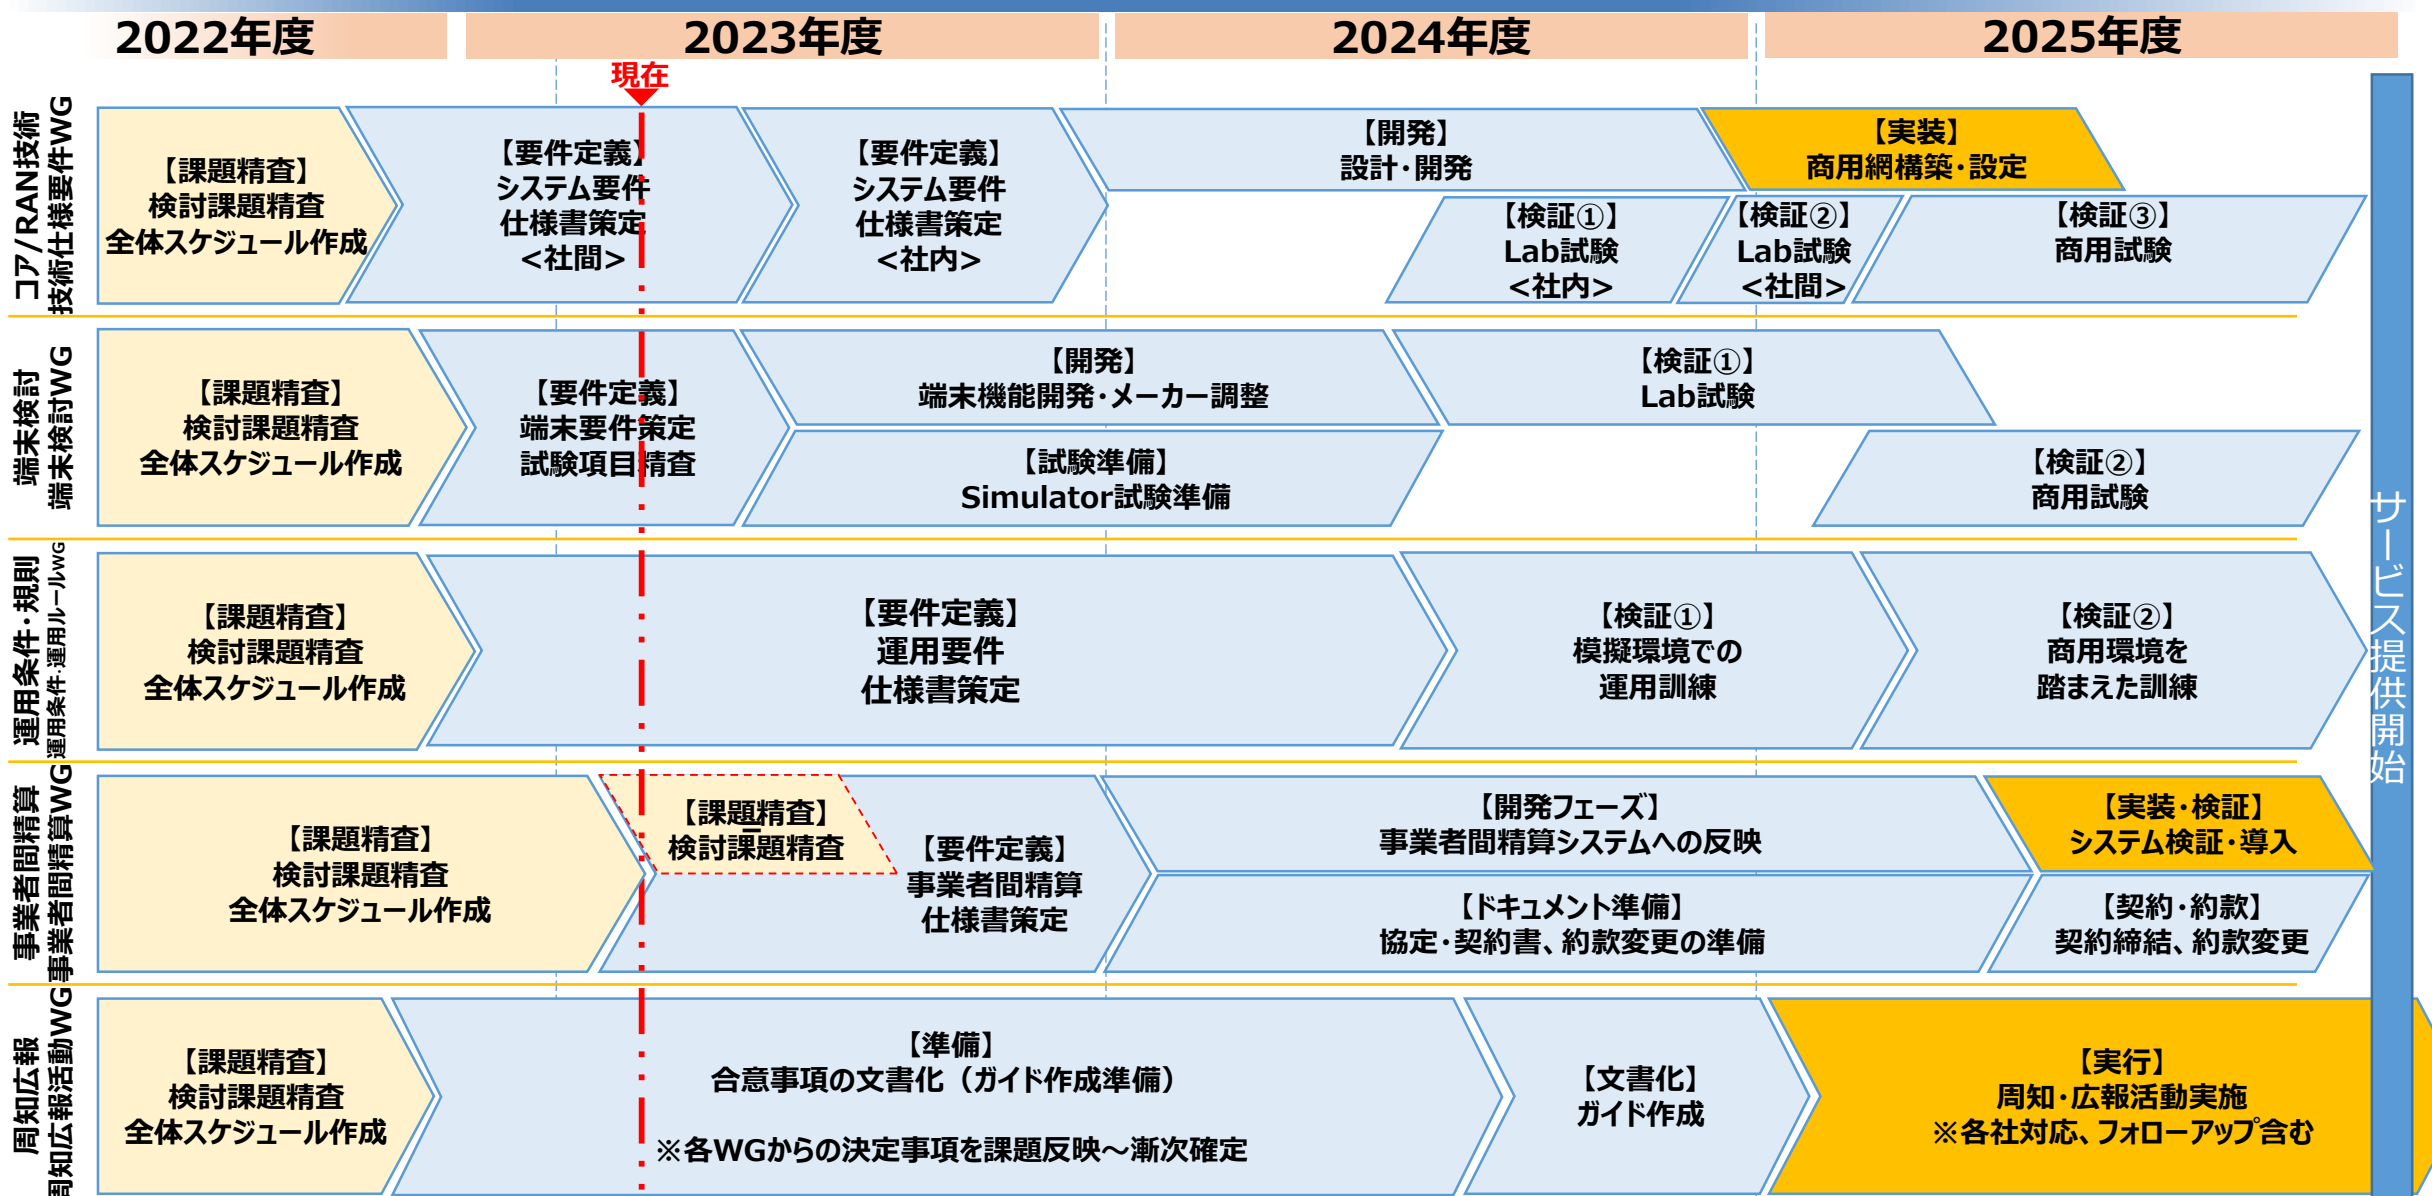 2022年度
2023年度
2024年度
2025年度
現在
コア/RAN技術
技術仕様要件WG
【課題精査】
検討課題精査
全体スケジュール作成
【要件定義】
システム要件
仕様書策定
<社間>
【要件定義】
システム要件
仕様書策定
<社内>
【開発】
設計・開発
【実装】
商用網構築・設定
【検証①】
Lab試験
<社内>
【検証②】
Lab試験
<社間>
【検証③】
商用試験
端末検討
端末検討WG
【課題精査】
検討課題精査
全体スケジュール作成
【要件定義】
端末要件策定
試験項目精査
【開発】
端末機能開発・メーカー調整
【試験準備】
Simulator試験準備
【検証①】
Lab試験
【検証②】
商用試験
運用条件・規則
運用条件・運用ルールWG
【課題精査】
検討課題精査
全体スケジュール作成
【要件定義】
運用要件
仕様書策定
【検証①】
模擬環境での
運用訓練
【検証②】
商用環境を
踏まえた訓練
事業者間精算
事業者間精算WG
【課題精査】
検討課題精査
全体スケジュール作成
【課題精査】
検討課題精査
【要件定義】
事業者間精算
仕様書策定
【開発フェーズ】
事業者間精算システムへの反映
【ドキュメント準備】
協定・契約書、約款変更の準備
【実装・検証】
システム検証・導入
【契約・約款】
契約締結、約款変更
周知広報
周知広報活動WG
【課題精査】
検討課題精査
全体スケジュール作成
【準備】
合意事項の文書化（ガイド作成準備）
※各WGからの決定事項を課題反映～漸次確定
【文書化】
ガイド作成
【実行】
周知・広報活動実施
※各社対応、フォローアップ含む
サービス提供開始